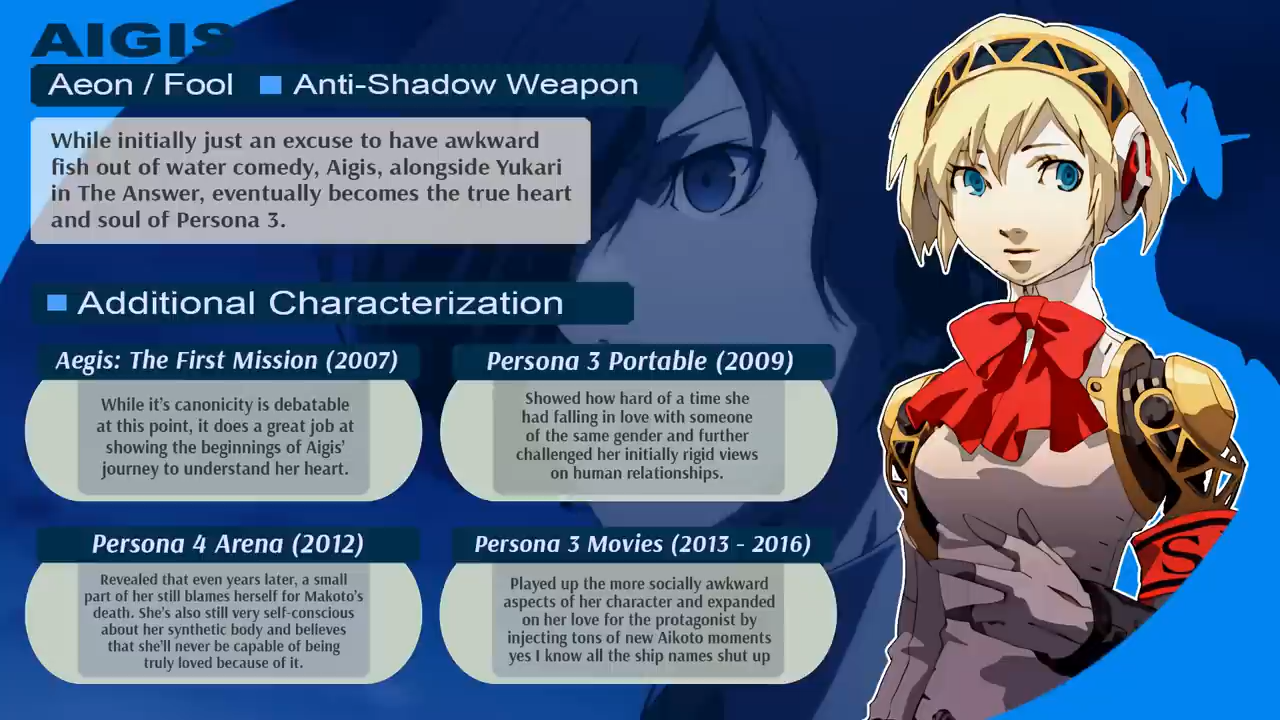 AIGIS
Aeon / Fool ■ Anti-Shadow Weapon
While initially just an excuse to have awkward
fish out of water comedy, Aigis, alongside Yukari
in The Answer, eventually becomes the true heart
and soul of Persona 3.
■ Additional Characterization
Aegis: The First Mission (2007)
While it's canonicity is debatable
at this point, it does a great job at
showing the beginnings of Aigis'
journey to understand her heart.
Persona 3 Portable (2009)
Showed how hard of a time she
had falling in love with someone
of the same gender and further
challenged her initially rigid views
on human relationships.
Persona 4 Arena (2012)
Revealed that even years later, a small
part of her still blames herself for Makoto's
death. She's also still very self-conscious
about her synthetic body and believes
that she'll never be capable of being
truly loved because of it.
Persona 3 Movies (2013 - 2016)
Played up the more socially awkward
aspects of her character and expanded
on her love for the protagonist by
injecting tons of new Aikoto moments
yes I know all the ship names shut up
S